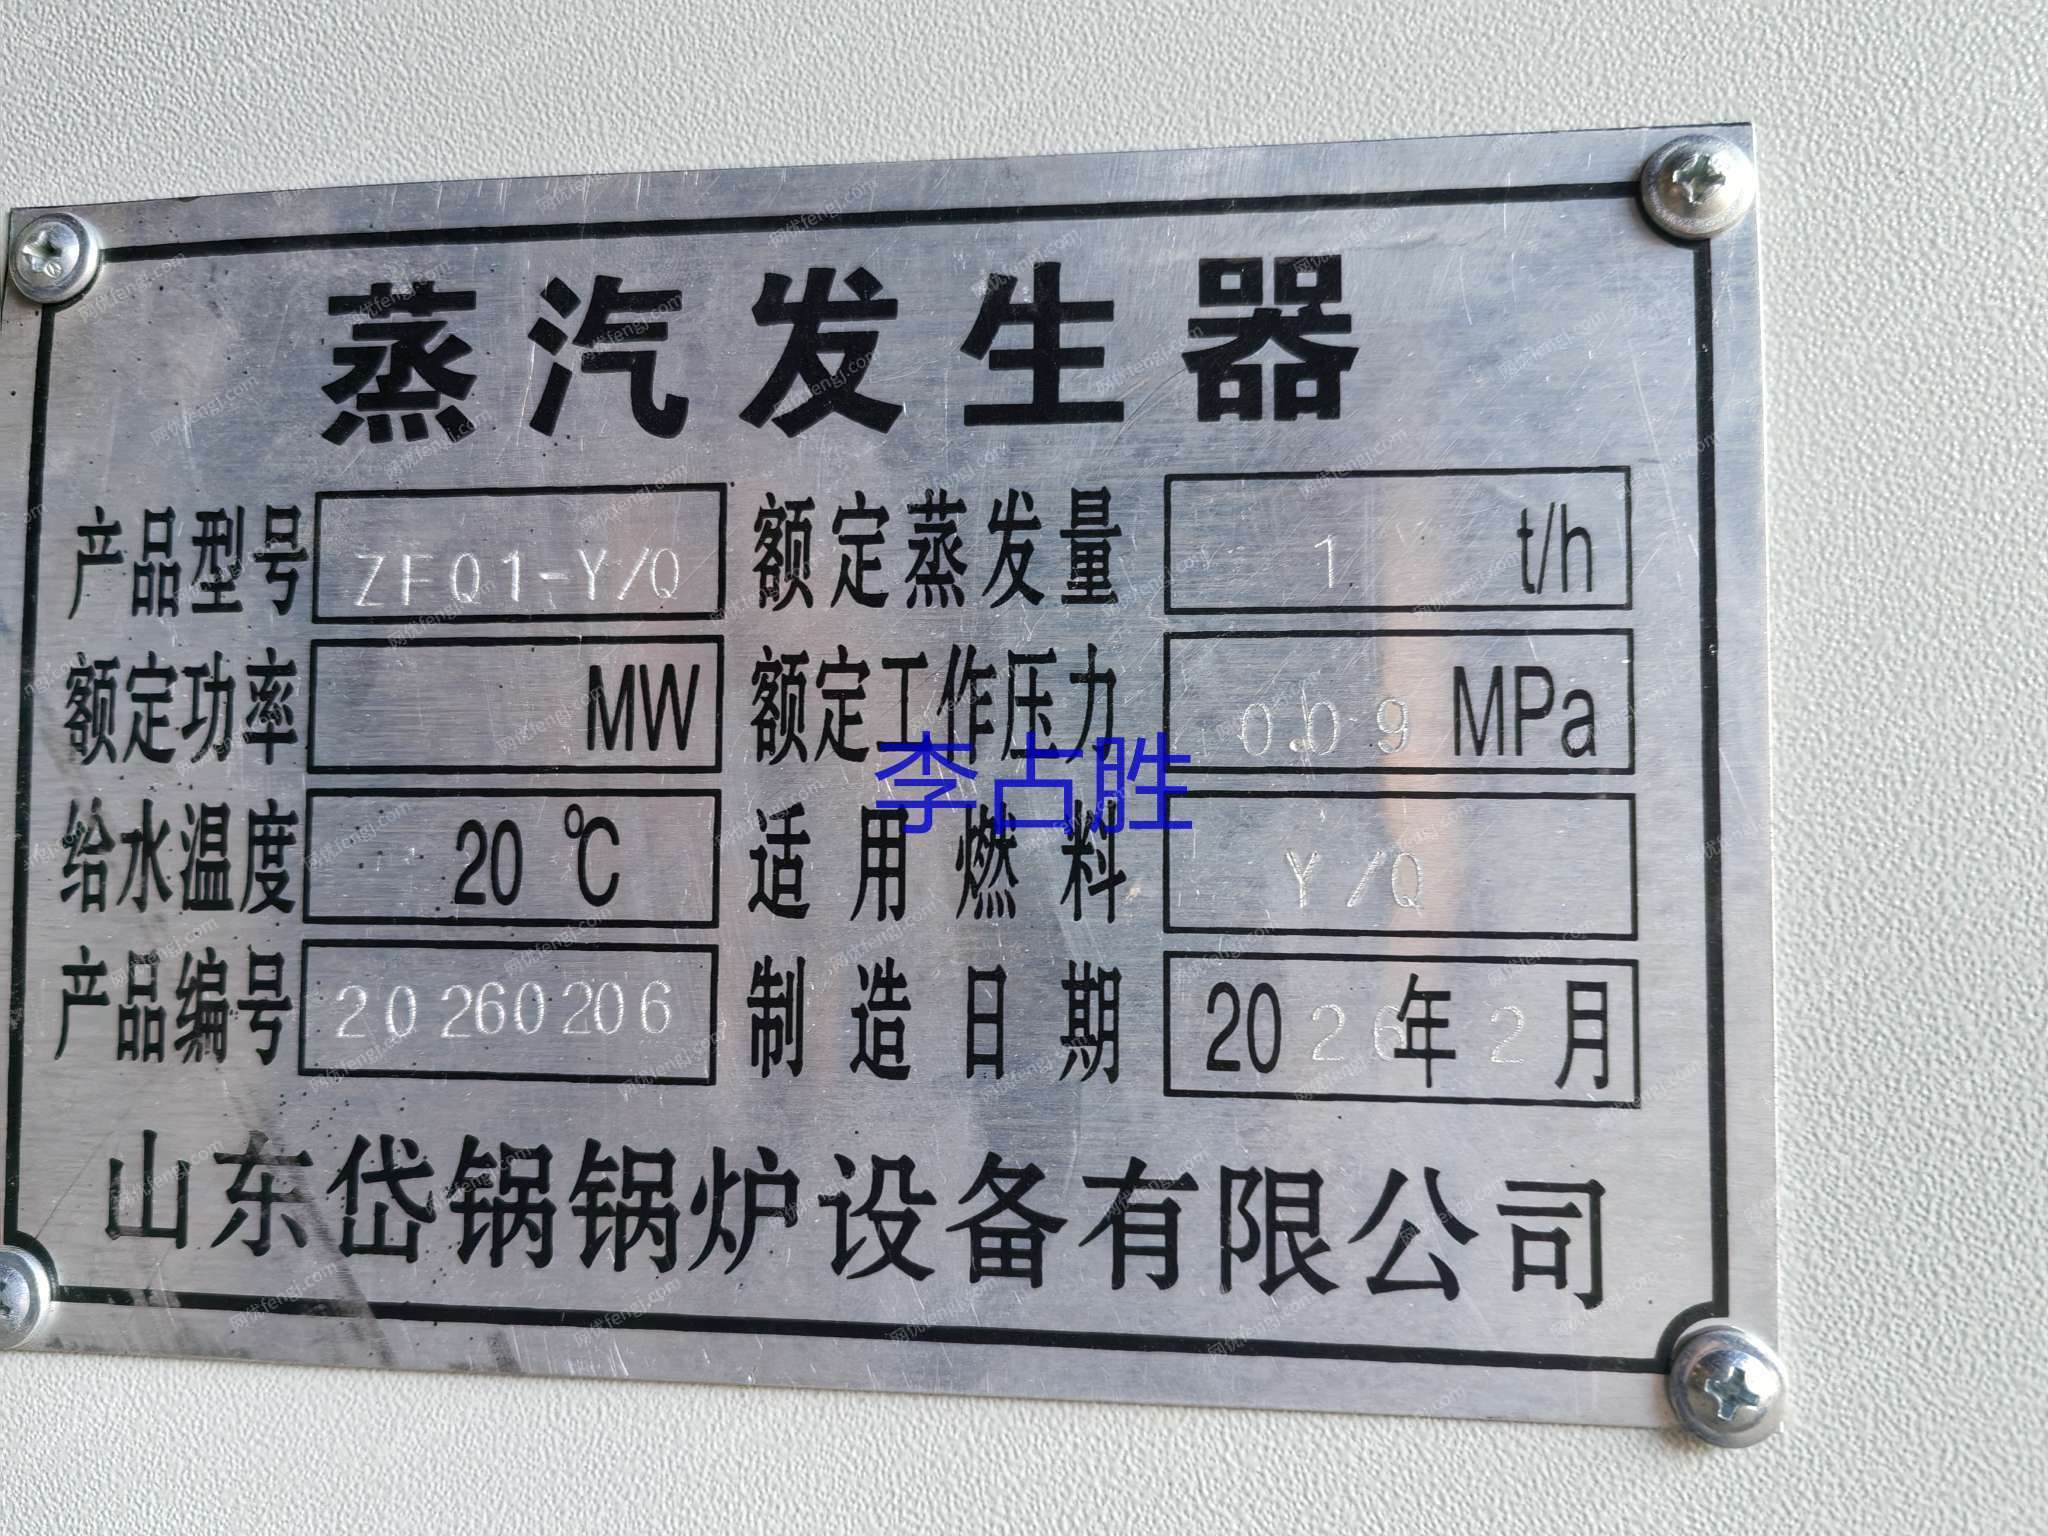 蒸汽发生器
产品型号 ZFQ1-Y/Q 额定蒸发量 1 t/h
额定功率 MW 额定工作压力 0.09 MPa
李占胜
给水温度 20 ℃ 适用燃料 Y/Q
产品编号 20260206 制造日期 2026年2月
山东岱锅锅炉设备有限公司